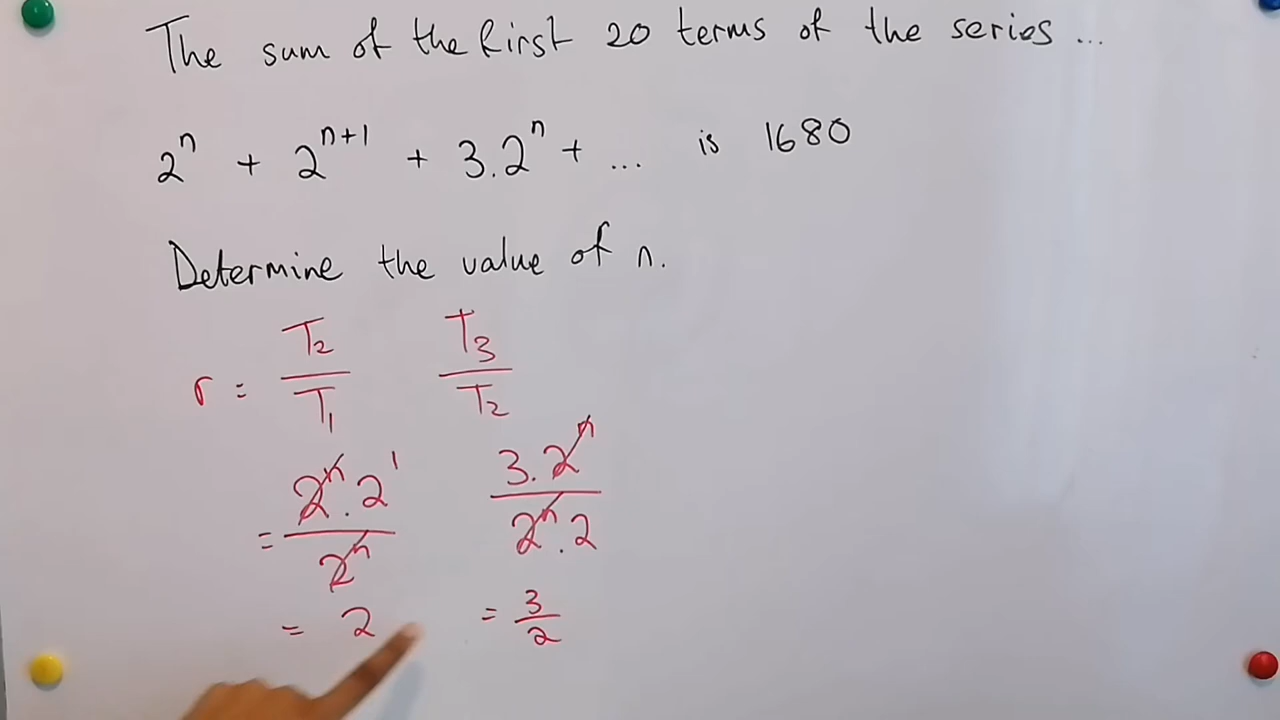 The sum of the first 20 terms of the series ...
2^n + 2^{n+1} + 3.2^n + ... is 1680
Determine the value of n.
r = T₂/T₁ T₃/T₂
= 2^n.2^1/2^n 3.2^n/2^n.2
= 2 = 3/2